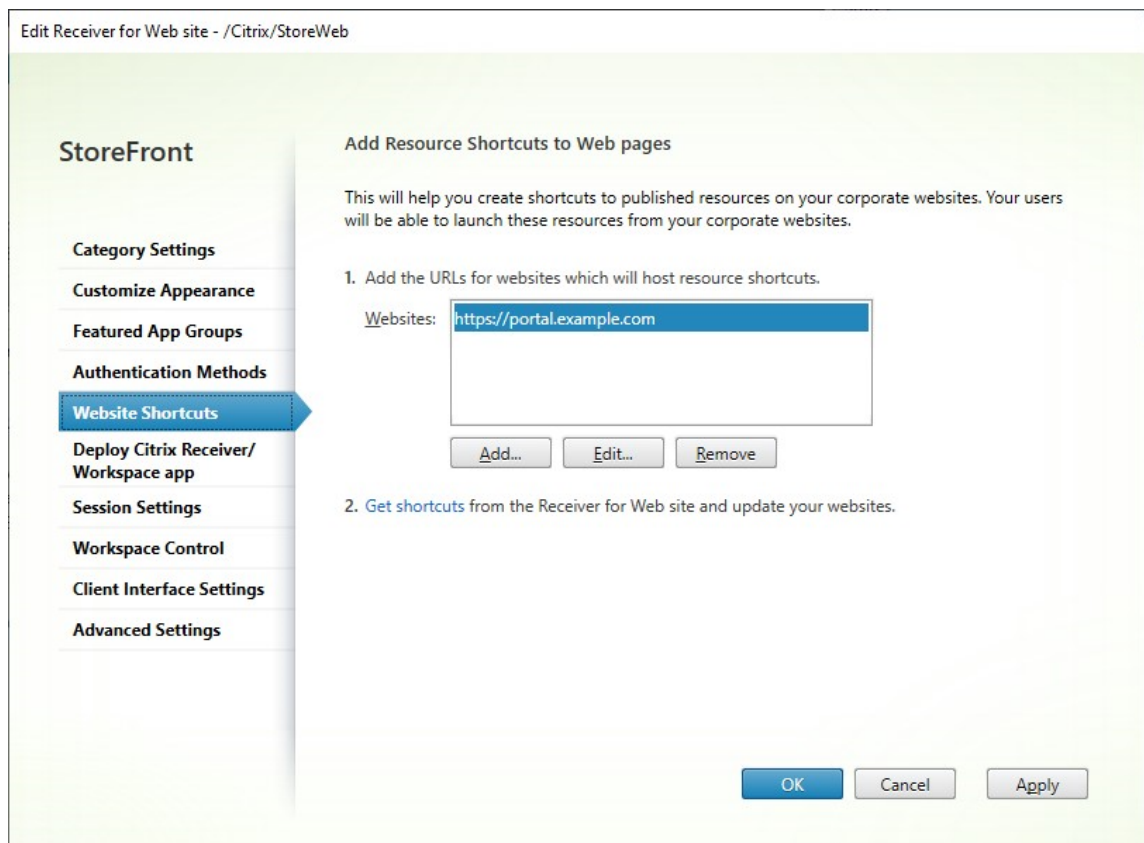 Edit Receiver for Web site - /Citrix/StoreWeb
StoreFront
Category Settings
Customize Appearance
Featured App Groups
Authentication Methods
Website Shortcuts
Deploy Citrix Receiver/
Workspace app
Session Settings
Workspace Control
Client Interface Settings
Advanced Settings
Add Resource Shortcuts to Web pages
This will help you create shortcuts to published resources on your corporate websites. Your users
will be able to launch these resources from your corporate websites.
1. Add the URLs for websites which will host resource shortcuts.
Websites: https://portal.example.com
Add... Edit... Remove
2. Get shortcuts from the Receiver for Web site and update your websites.
OK Cancel Apply